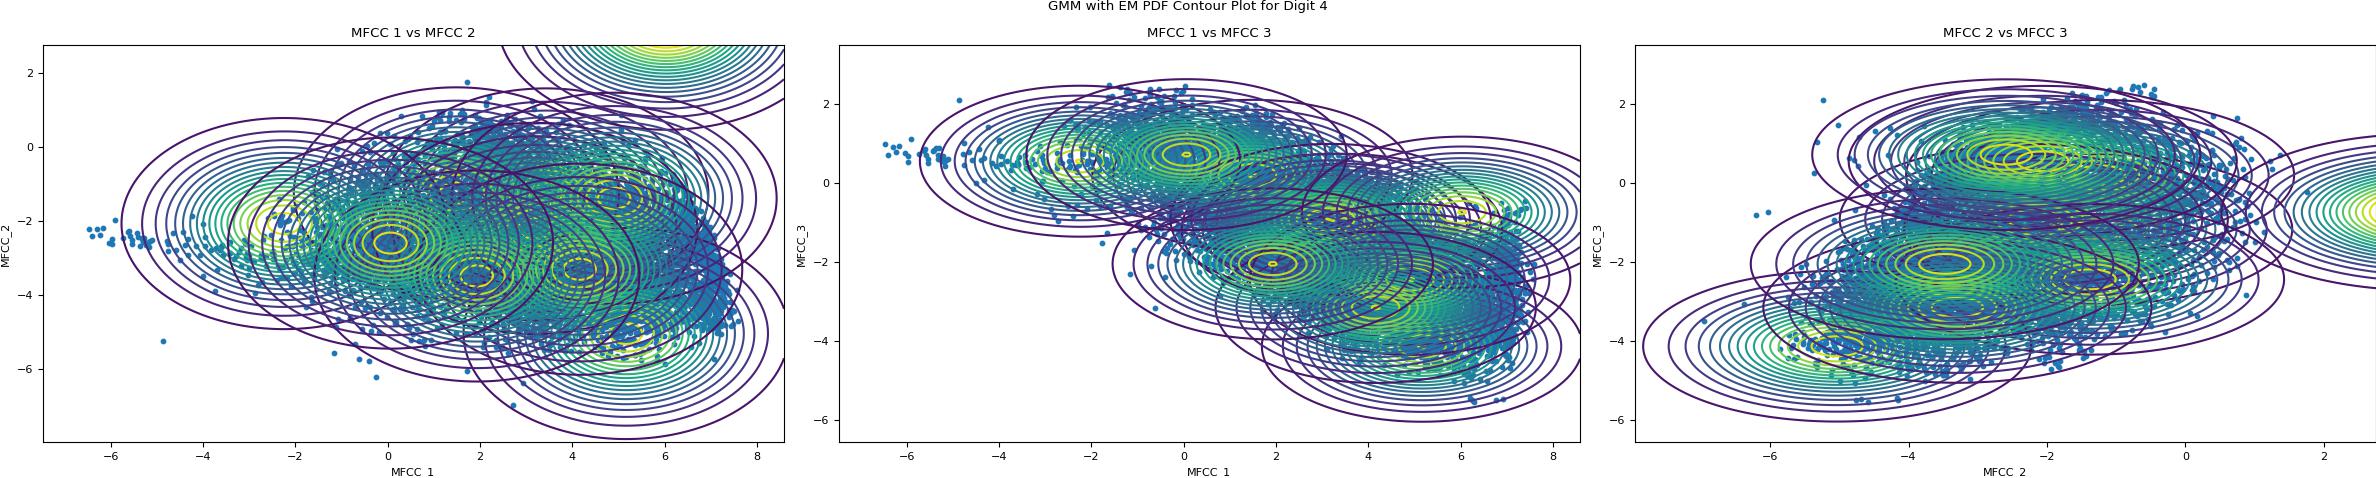 GMM with EM PDF Contour Plot for Digit 4
MFCC 1 vs MFCC 2
MFCC_2
2
0
−2
−4
−6
−6 −4 −2 0 2 4 6 8
MFCC_1
MFCC 1 vs MFCC 3
MFCC_3
2
0
−2
−4
−6
−6 −4 −2 0 2 4 6 8
MFCC_1
MFCC 2 vs MFCC 3
MFCC_3
2
0
−2
−4
−6
−6 −4 −2 0 2
MFCC_2